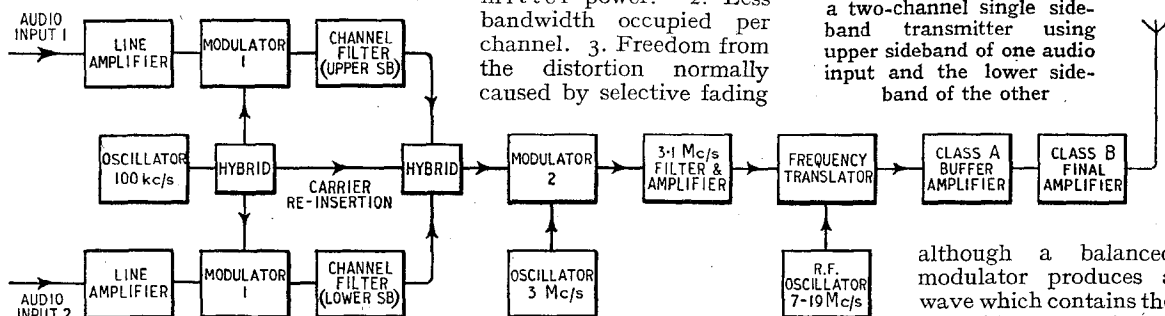 AUDIO
INPUT 1
LINE
AMPLIFIER
MODULATOR
1
CHANNEL
FILTER
(UPPER SB)
power. 2. Less
bandwidth occupied per
channel. 3. Freedom from
the distortion normally
caused by selective fading
a two-channel single side-
band transmitter using
upper sideband of one audio
input and the lower side-
band of the other
OSCILLATOR
100 kc/s
HYBRID
CARRIER
RE-INSERTION
HYBRID
MODULATOR
2
3·1 Mc/s
FILTER &
AMPLIFIER
FREQUENCY
TRANSLATOR
CLASS A
BUFFER
AMPLIFIER
CLASS B
FINAL
AMPLIFIER
AUDIO
INPUT 2
LINE
AMPLIFIER
MODULATOR
1
CHANNEL
FILTER
(LOWER SB)
OSCILLATOR
3 Mc/s
R.F.
OSCILLATOR
7-19 Mc/s
although a balanced
modulator produces a
wave which contains the